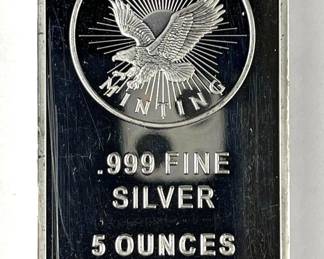 MINTING
.999 FINE
SILVER
5 OUNCES